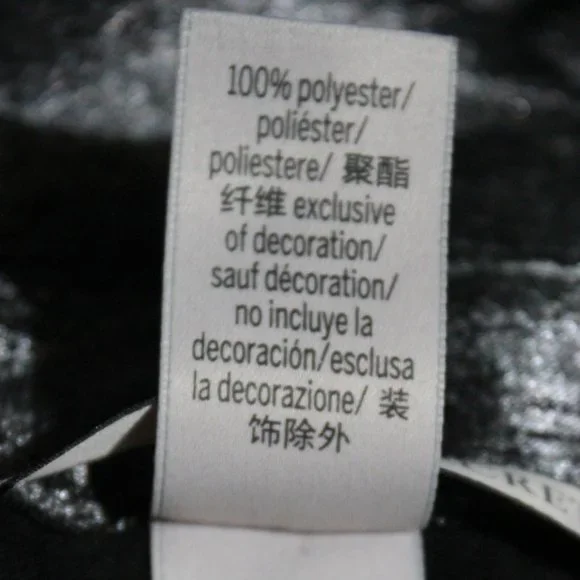 100% polyester/
poliéster/
poliestere/ 聚酯
纤维 exclusive
of decoration/
sauf décoration/
no incluye la
decoración/esclusa
la decorazione/ 装
饰除外